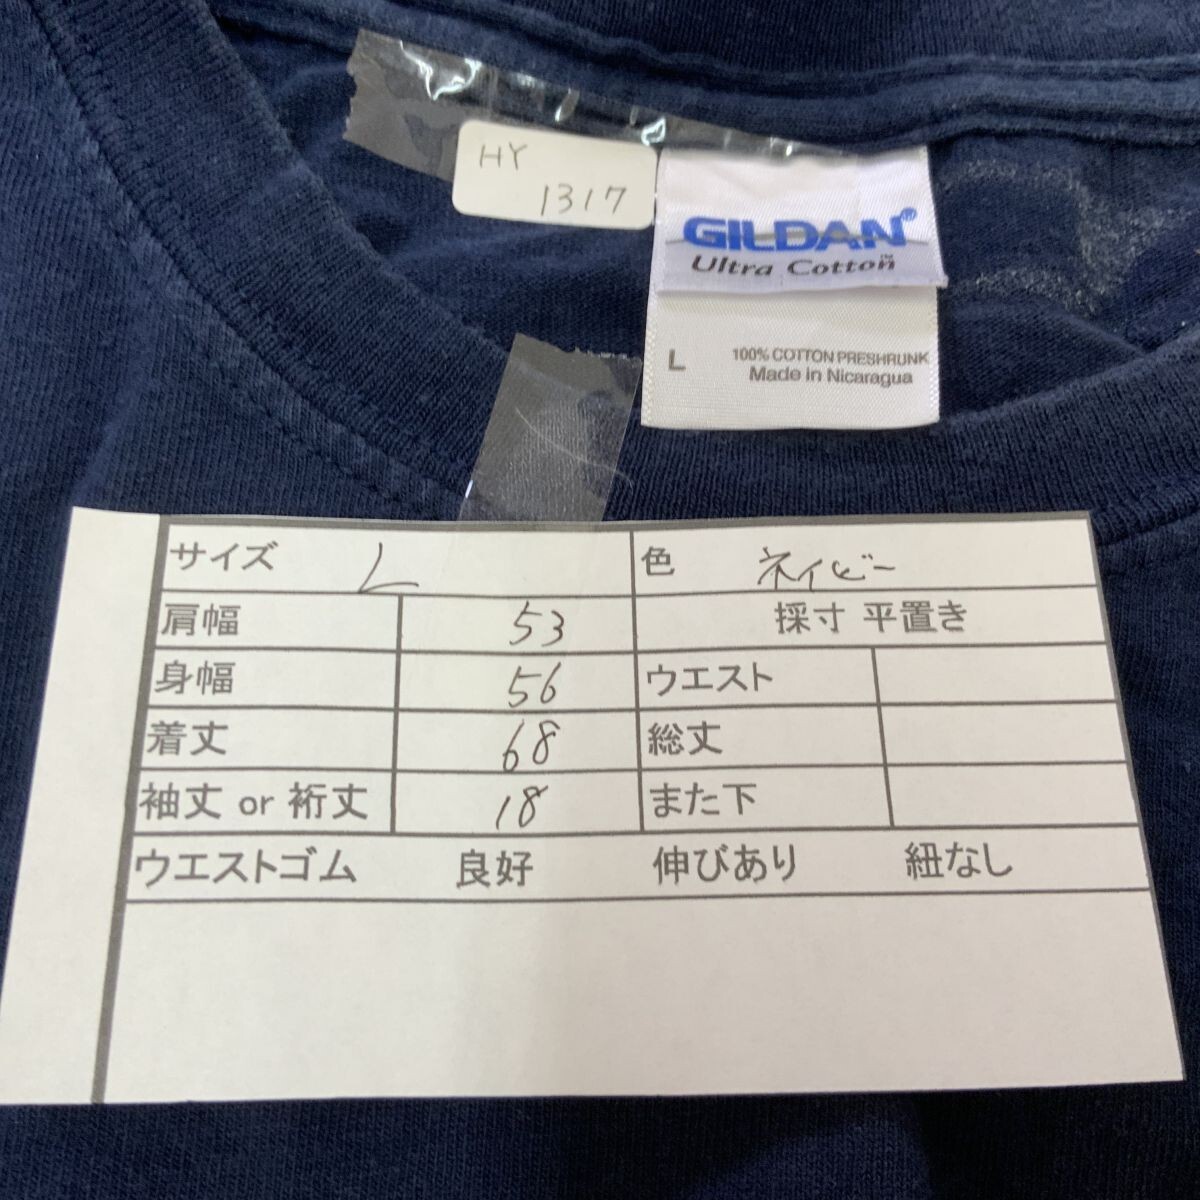 HY
1317
GILDAN®
Ultra Cotton™
L 100% COTTON PRESHRUNK
Made in Nicaragua
サイズ L 色 ネイビー
肩幅 53 採寸 平置き
身幅 56 ウエスト
着丈 68 総丈
袖丈 or 裄丈 18 また下
ウエストゴム 良好 伸びあり 紐なし